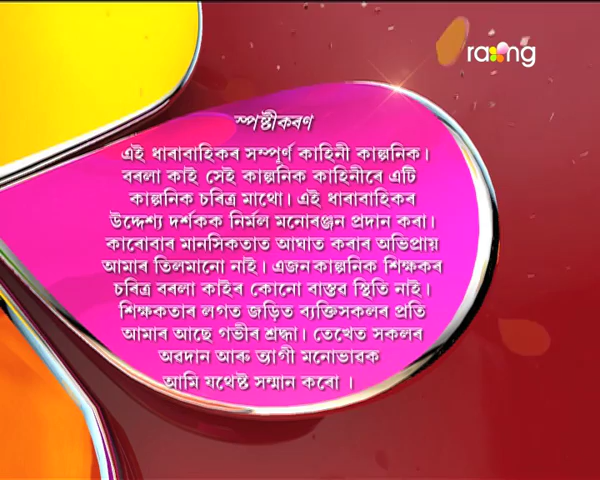 rang
স্পষ্টীকৰণ
এই ধাৰাবাহিকৰ সম্পূৰ্ণ কাহিনী কাল্পনিক।
বৰলা কাই সেই কাল্পনিক কাহিনীৰে এটি
কাল্পনিক চৰিত্ৰ মাথো। এই ধাৰাবাহিকৰ
উদ্দেশ্য দৰ্শকক নিৰ্মল মনোৰঞ্জন প্ৰদান কৰা।
কাৰোবাৰ মানসিকতাত আঘাত কৰাৰ অভিপ্ৰায়
আমাৰ তিলমানো নাই। এজন কাল্পনিক শিক্ষকৰ
চৰিত্ৰ বৰলা কাইৰ কোনো বাস্তৱ স্থিতি নাই।
শিক্ষকতাৰ লগত জড়িত ব্যক্তিসকলৰ প্ৰতি
আমাৰ আছে গভীৰ শ্ৰদ্ধা। তেখেত সকলৰ
অৱদান আৰু ত্যাগী মনোভাৱক
আমি যথেষ্ট সন্মান কৰো ।